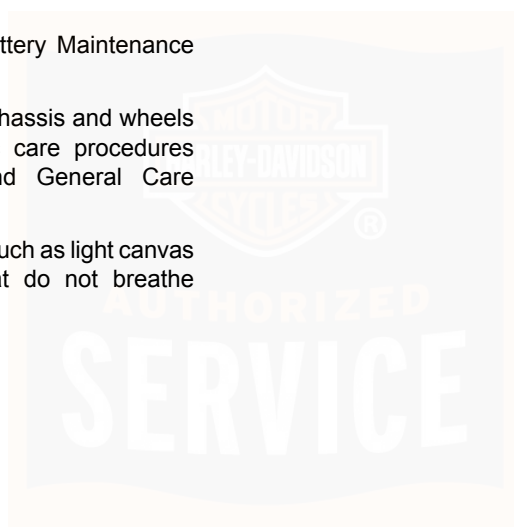 ttery Maintenance
hassis and wheels
care procedures
nd General Care
uch as light canvas
t do not breathe
MOTOR
HARLEY-DAVIDSON
CYCLES
®
AUTHORIZED
SERVICE